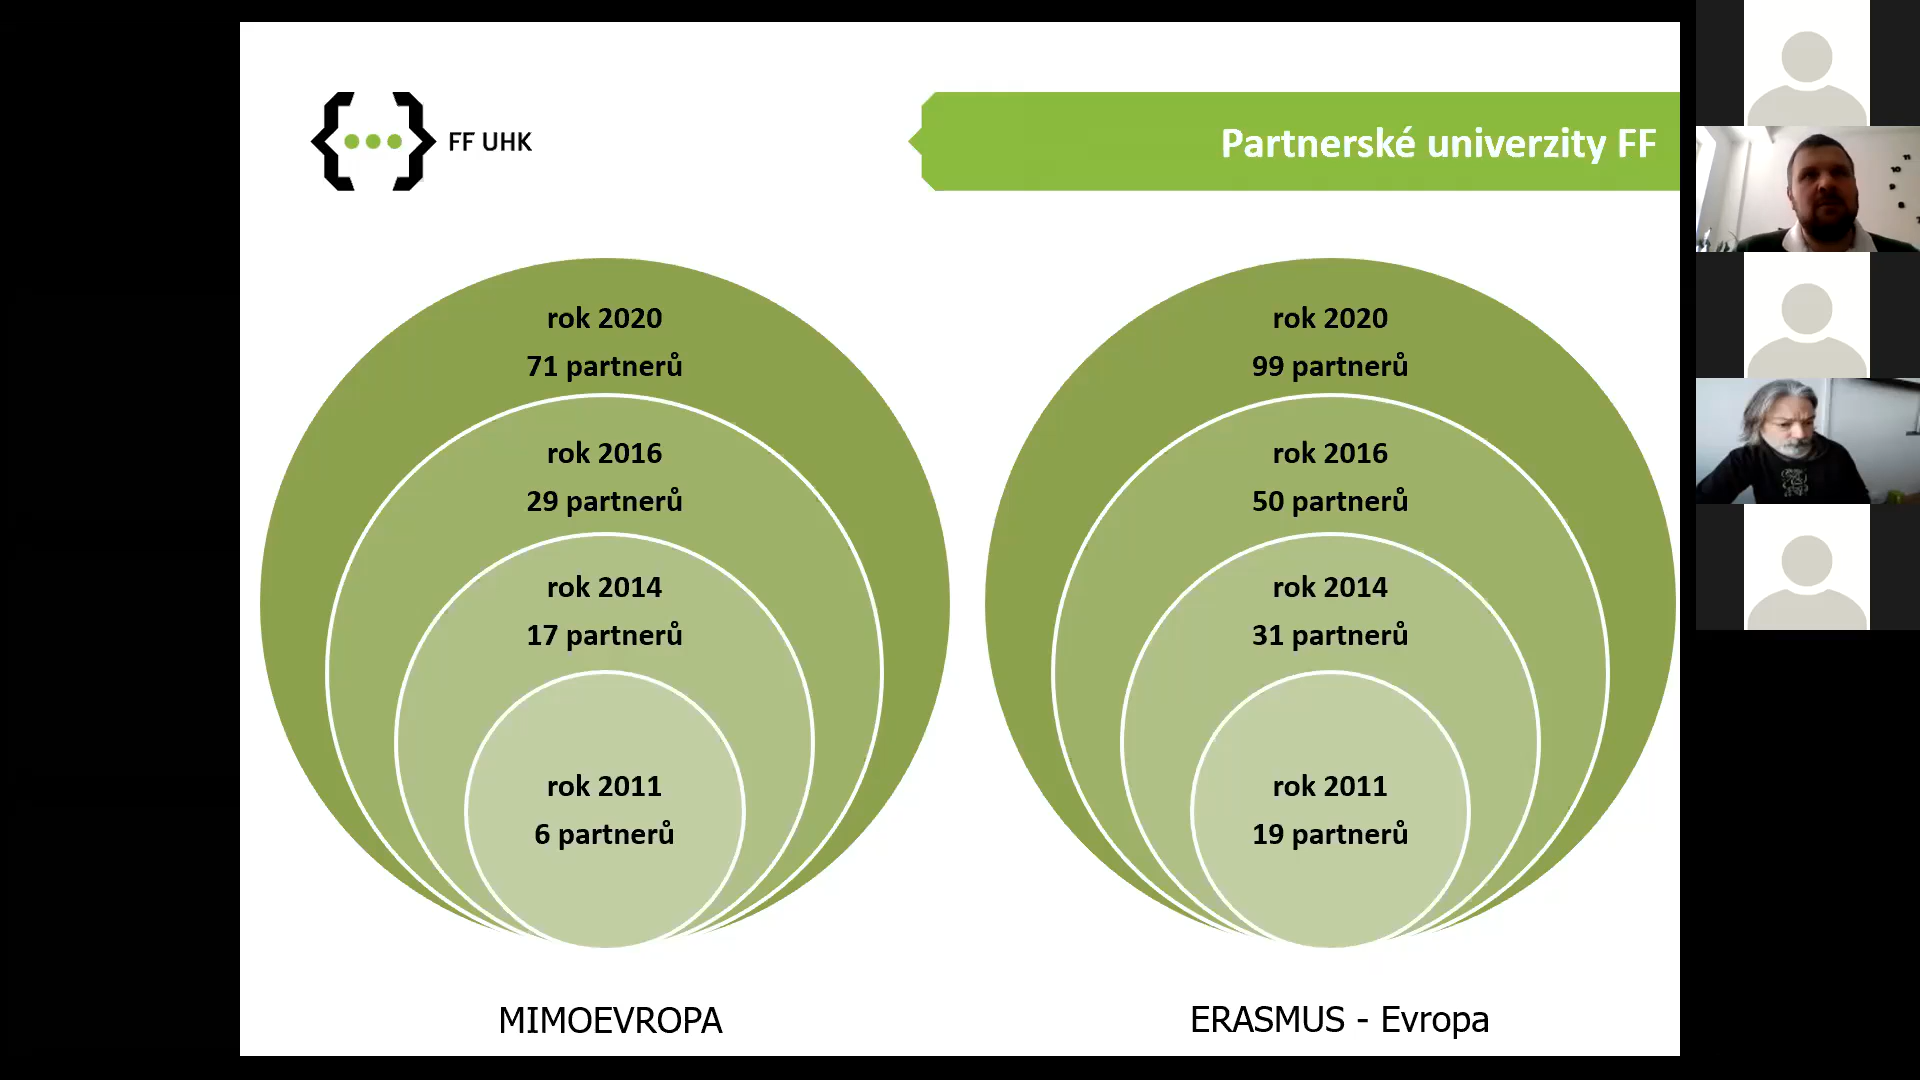 FF UHK
Partnerské univerzity FF
rok 2020
71 partnerů
rok 2016
29 partnerů
rok 2014
17 partnerů
rok 2011
6 partnerů
MIMOEVROPA
rok 2020
99 partnerů
rok 2016
50 partnerů
rok 2014
31 partnerů
rok 2011
19 partnerů
ERASMUS - Evropa